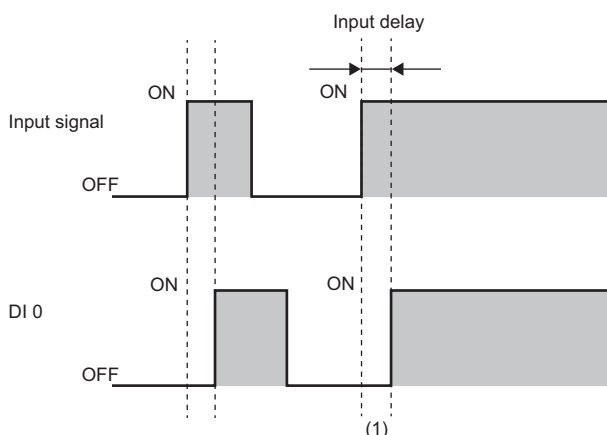 Input delay
ON
ON
Input signal
OFF
ON
ON
DI 0
OFF
(1)